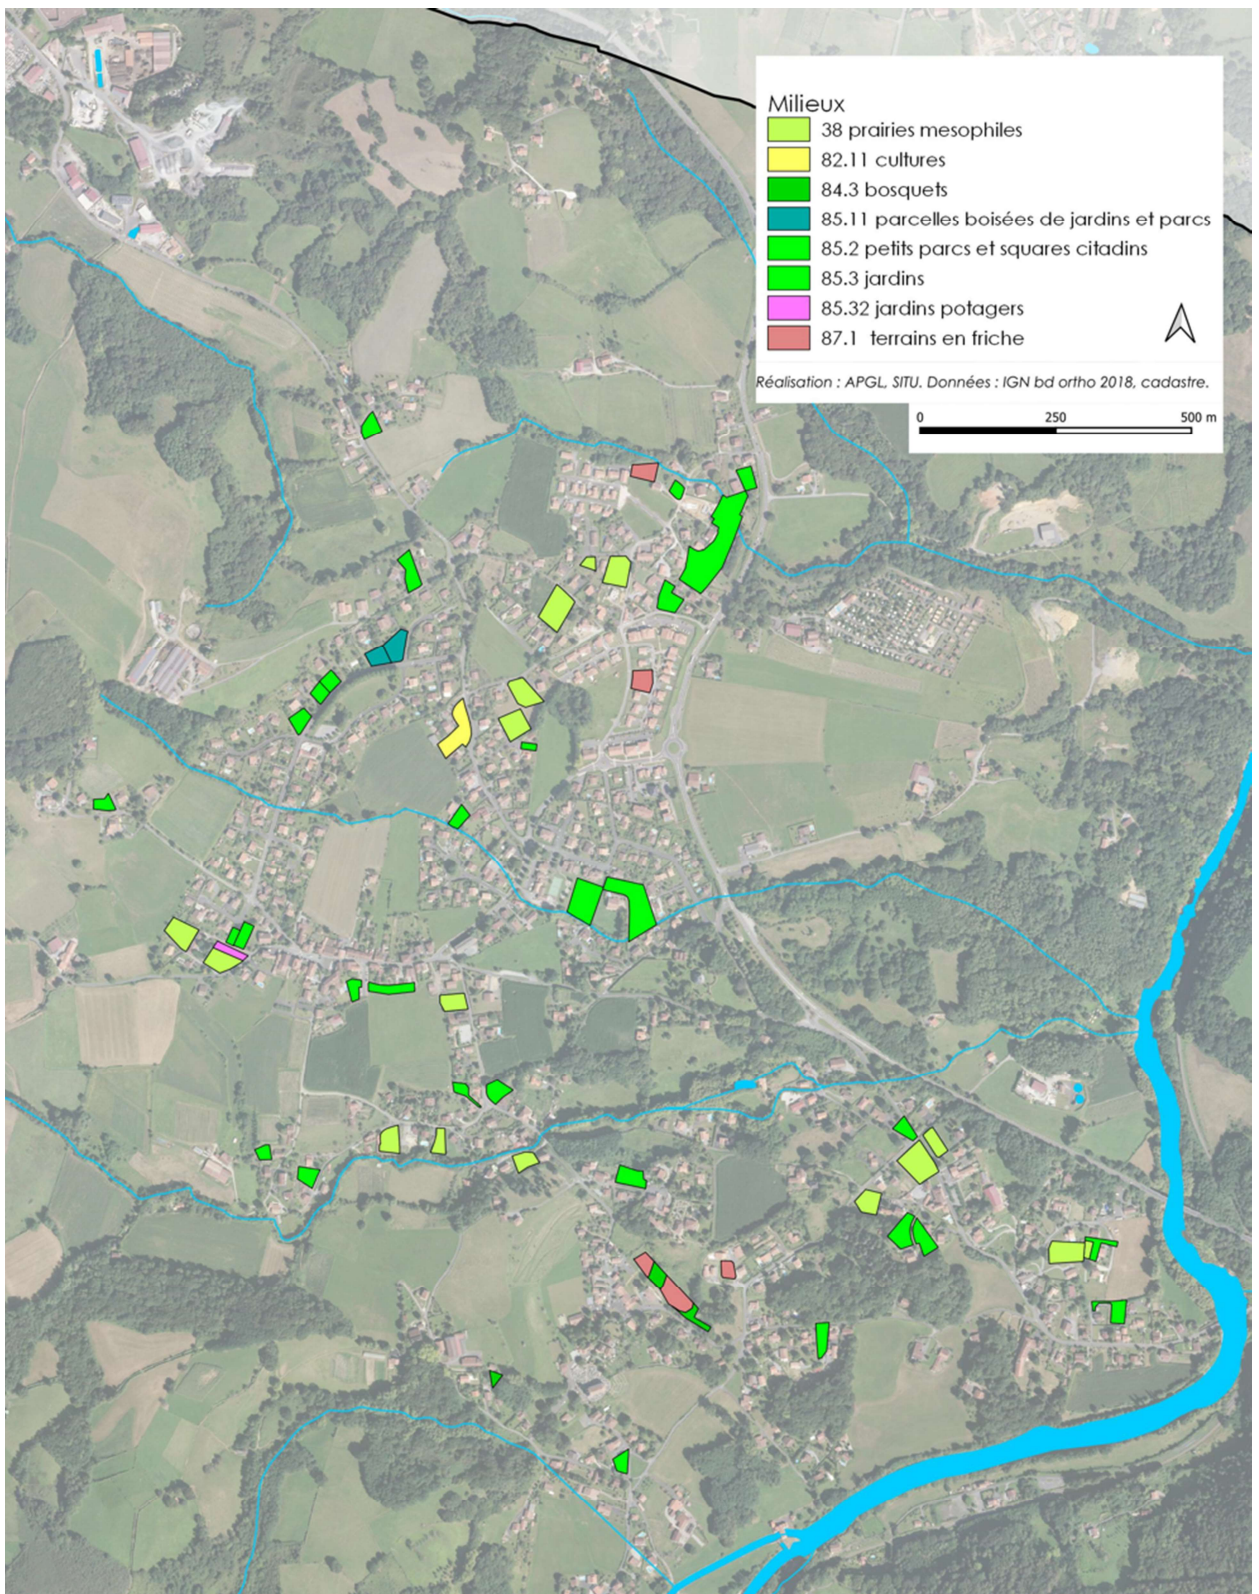 Milieux
38 prairies mesophiles
82.11 cultures
84.3 bosquets
85.11 parcelles boisées de jardins et parcs
85.2 petits parcs et squares citadins
85.3 jardins
85.32 jardins potagers
87.1 terrains en friche
Réalisation : APGL, SITU. Données : IGN bd ortho 2018, cadastre.
0 250 500 m